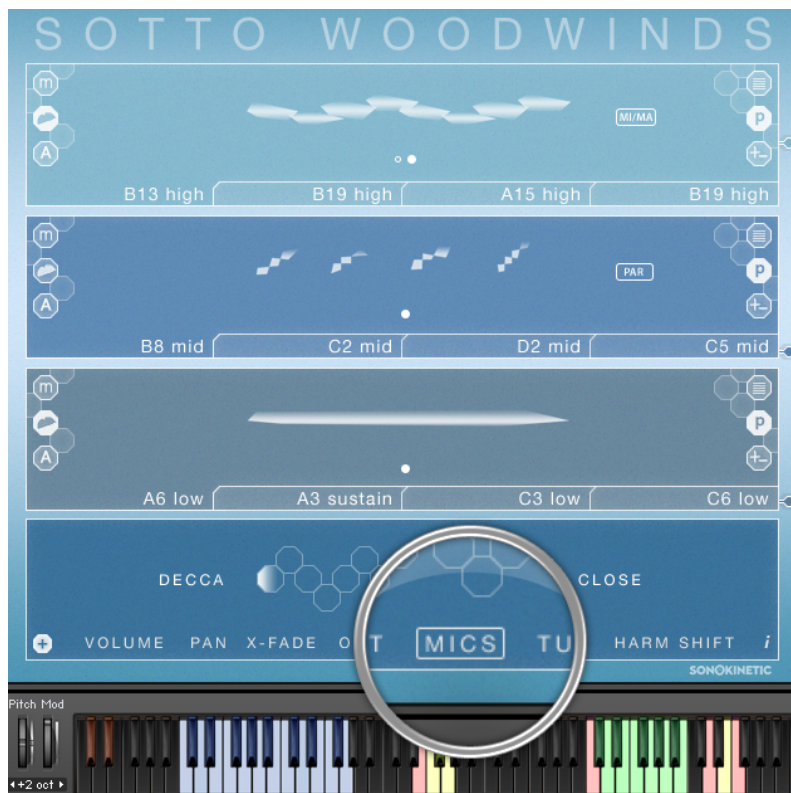 SOTTO WOODWINDS
m
A
MI/MA
P
+-
B13 high B19 high A15 high B19 high
m
A
PAR
P
+-
B8 mid C2 mid D2 mid C5 mid
m
A
P
+-
A6 low A3 sustain C3 low C6 low
DECCA CLOSE
+ VOLUME PAN X-FADE O T MICS TU HARM SHIFT i
SONOKINETIC
Pitch Mod
+2 oct